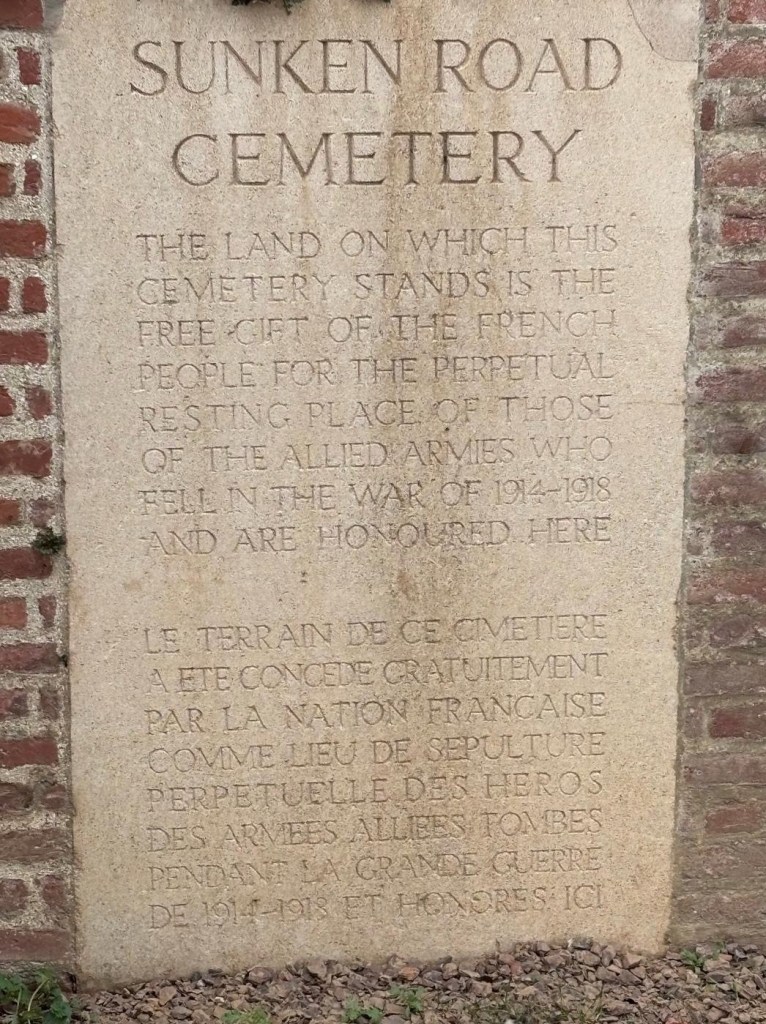 SUNKEN ROAD
CEMETERY
THE LAND ON WHICH THIS
CEMETERY STANDS IS THE
FREE GIFT OF THE FRENCH
PEOPLE FOR THE PERPETUAL
RESTING PLACE OF THOSE
OF THE ALLIED ARMIES WHO
FELL IN THE WAR OF 1914-1918
AND ARE HONOURED HERE
LE TERRAIN DE CE CIMETIERE
A ETE CONCEDE GRATUITEMENT
PAR LA NATION FRANCAISE
COMME LIEU DE SEPULTURE
PERPETUELLE DES HEROS
DES ARMEES ALLIEES TOMBES
PENDANT LA GRANDE GUERRE
DE 1914-1918 ET HONORES ICI